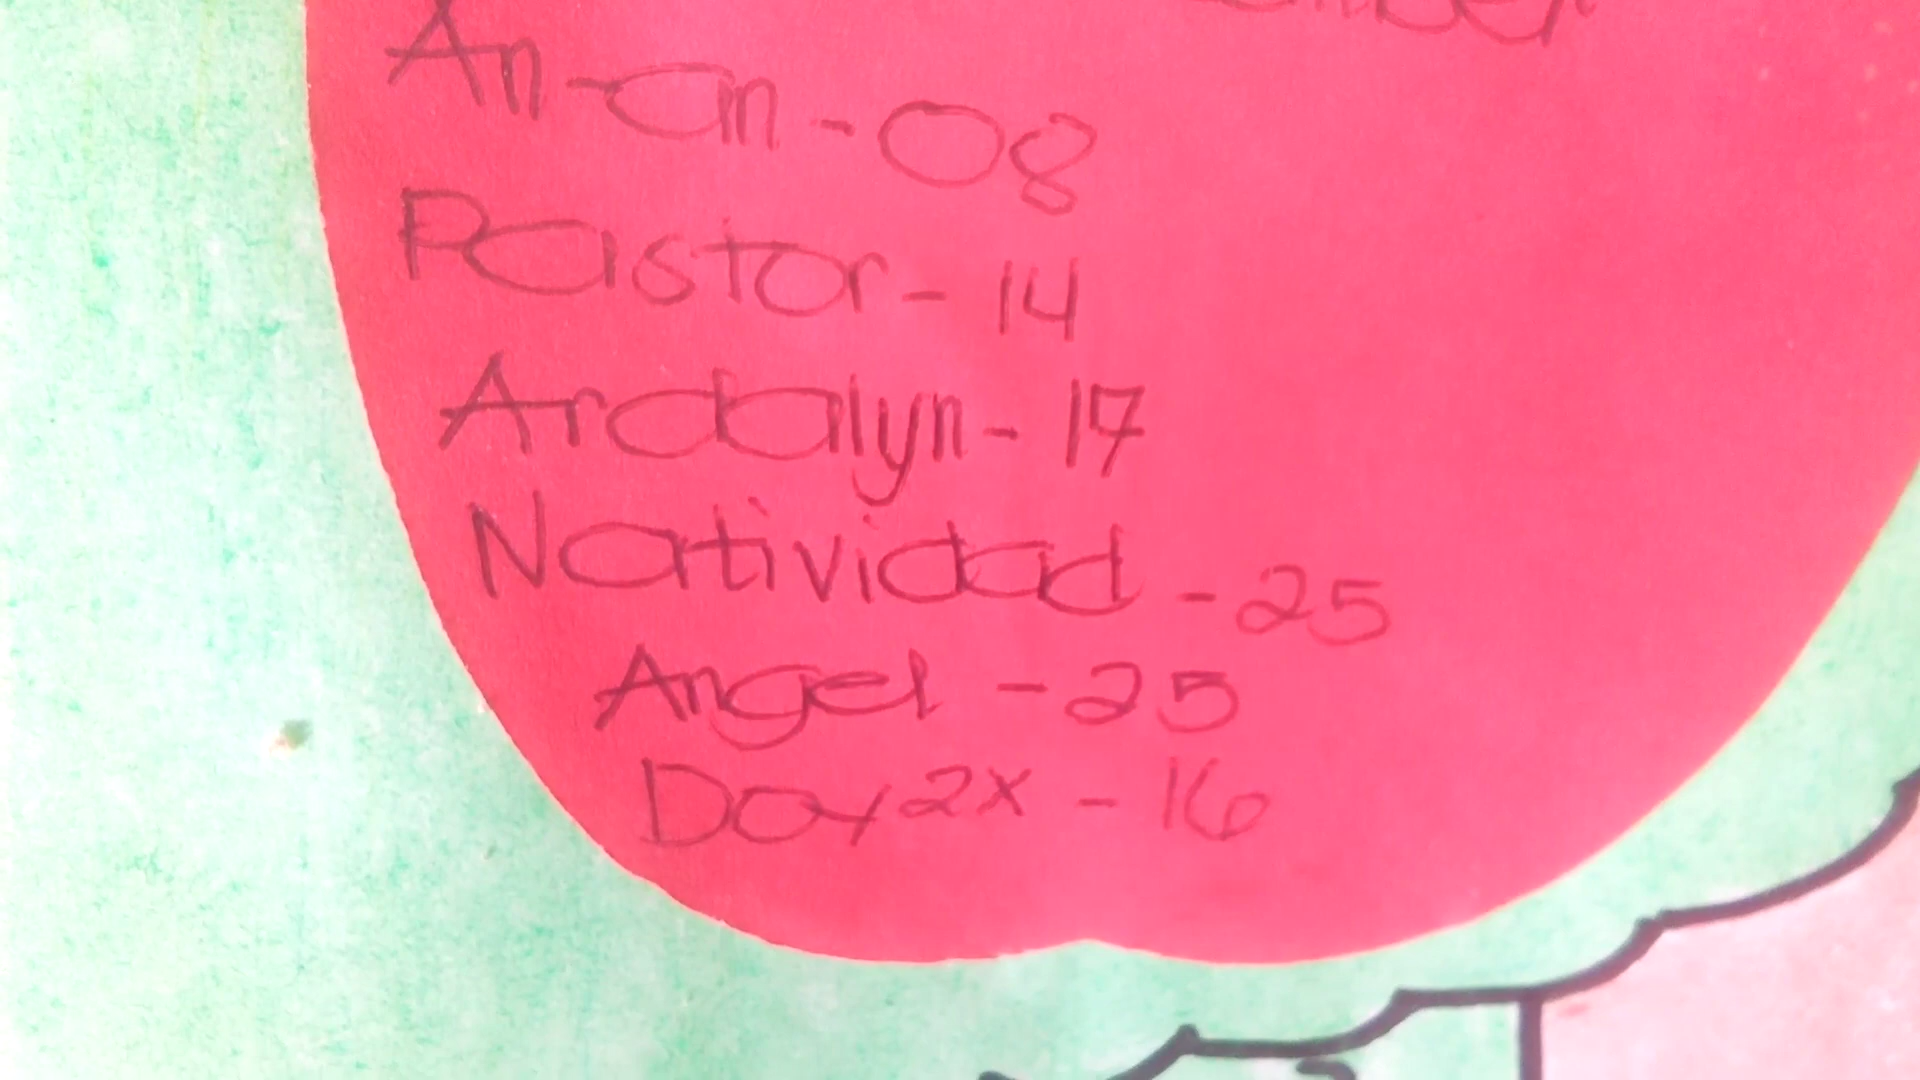 An-an-08
Pastor-14
Ardalyn-17
Natividad-25
Angel-25
Doy2x-16